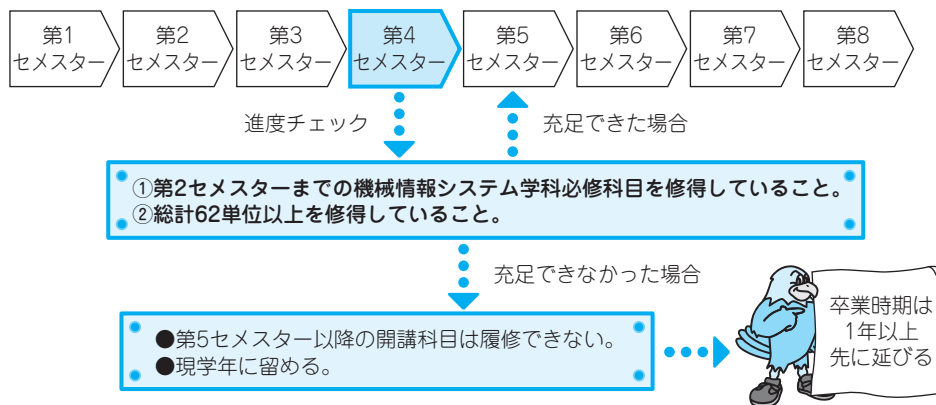 第1
セメスター
第2
セメスター
第3
セメスター
第4
セメスター
第5
セメスター
第6
セメスター
第7
セメスター
第8
セメスター
進度チェック
充足できた場合
①第2セメスターまでの機械情報システム学科必修科目を修得していること。
②総計62単位以上を修得していること。
充足できなかった場合
●第5セメスター以降の開講科目は履修できない。
●現学年に留める。
卒業時期は
1年以上
先に延びる